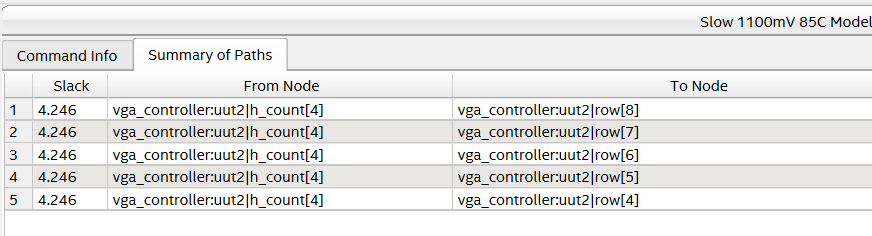 Slow 1100mV 85C Model
Command Info Summary of Paths
Slack From Node To Node
1 4.246 vga_controller:uut2|h_count[4] vga_controller:uut2|row[8]
2 4.246 vga_controller:uut2|h_count[4] vga_controller:uut2|row[7]
3 4.246 vga_controller:uut2|h_count[4] vga_controller:uut2|row[6]
4 4.246 vga_controller:uut2|h_count[4] vga_controller:uut2|row[5]
5 4.246 vga_controller:uut2|h_count[4] vga_controller:uut2|row[4]